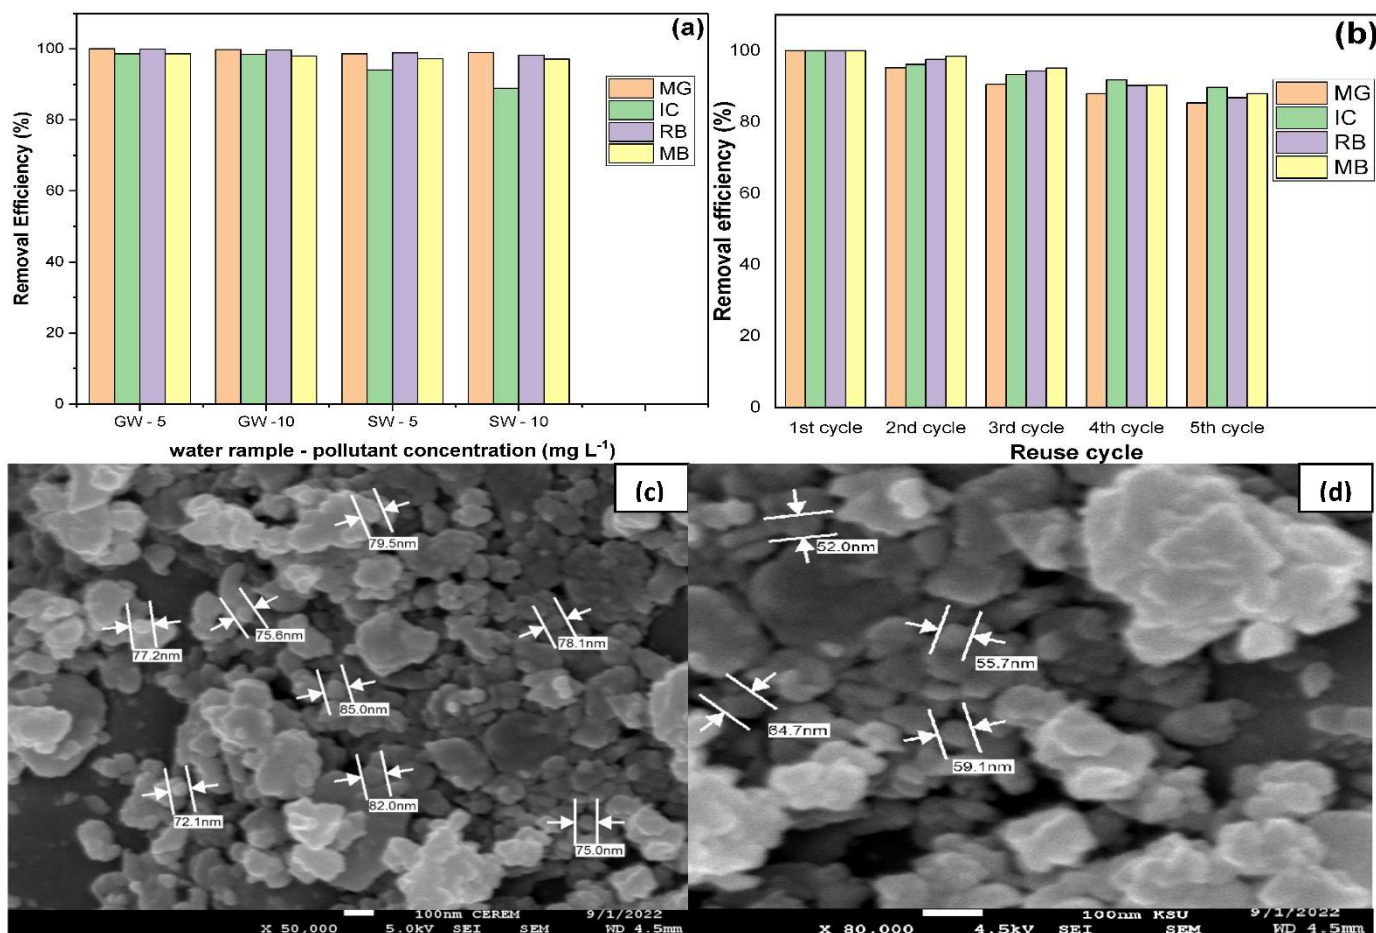 (a)
Removal Efficiency (%)
100
80
60
40
20
0
MG
IC
RB
MB
GW - 5
GW -10
SW - 5
SW - 10
water rample - pollutant concentration (mg L⁻¹)
(b)
Removal efficiency (%)
100
80
60
40
20
0
MG
IC
RB
MB
1st cycle
2nd cycle
3rd cycle
4th cycle
5th cycle
Reuse cycle
(c)
79.5nm
75.6nm
77.2nm
78.1nm
85.0nm
82.0nm
72.1nm
75.0nm
100nm CEREM 9/1/2022
X 50,000 5.0kV SEI SEM WD 4.5mm
(d)
52.0nm
55.7nm
64.7nm
59.1nm
100nm KSU 9/1/2022
X 80,000 4.5kV SEI SEM WD 4.5mm